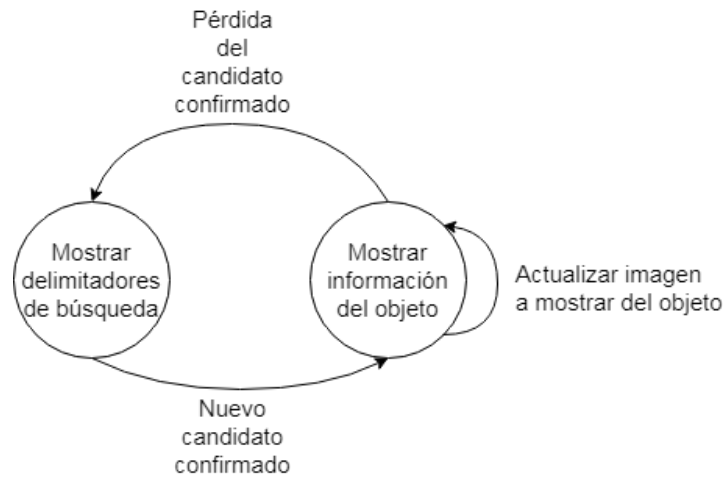 Pérdida
del
candidato
confirmado
Mostrar
delimitadores
de búsqueda
Mostrar
información
del objeto
Actualizar imagen
a mostrar del objeto
Nuevo
candidato
confirmado